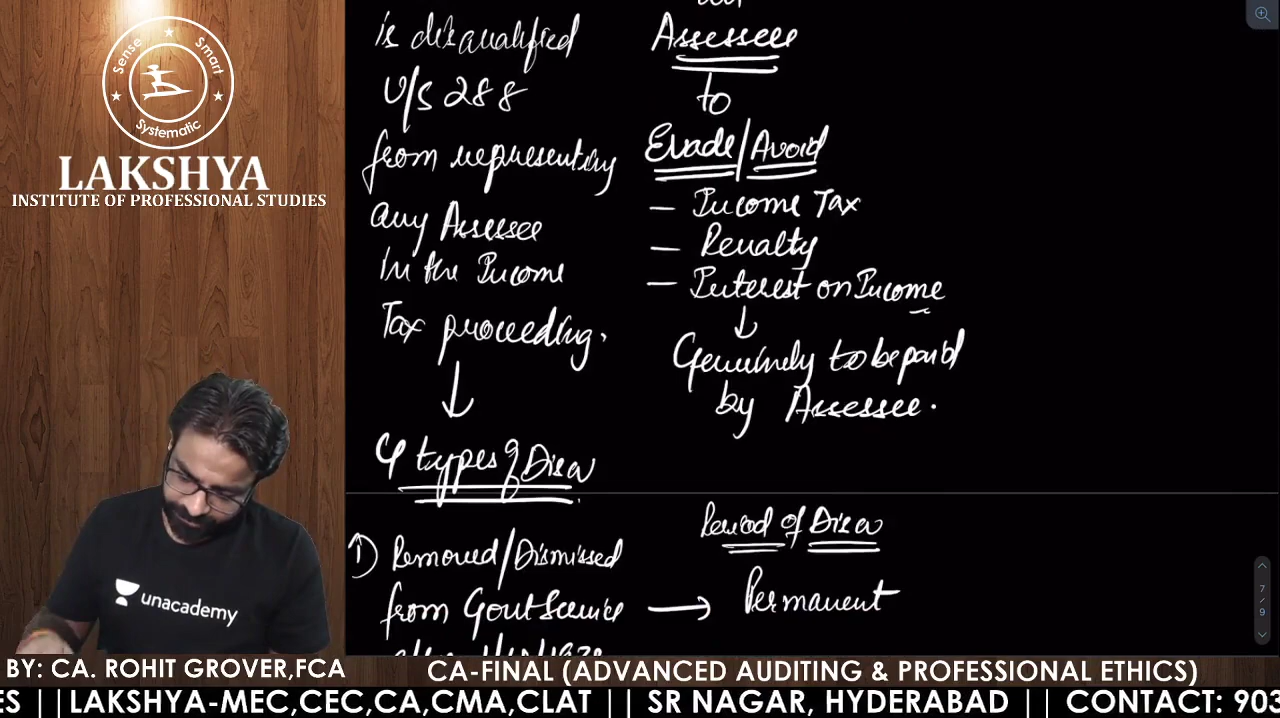 Sense
Smart
Systematic
LAKSHYA
INSTITUTE OF PROFESSIONAL STUDIES
unacademy
is disqualified
U/s 288
from representing
any Assessee
in the Income
Tax proceeding.
4 types of Disq
1) Removed/Dismissed
from Govt Service
Assessee
to
Evade/Avoid
— Income Tax
— Penalty
— Interest on Income
Genuinely to be paid
by Assessee.
Period of Disq
Permanent
7
/
9
BY: CA. ROHIT GROVER,FCA
CA-FINAL (ADVANCED AUDITING & PROFESSIONAL ETHICS)
ES ||LAKSHYA-MEC,CEC,CA,CMA,CLAT || SR NAGAR, HYDERABAD || CONTACT: 903